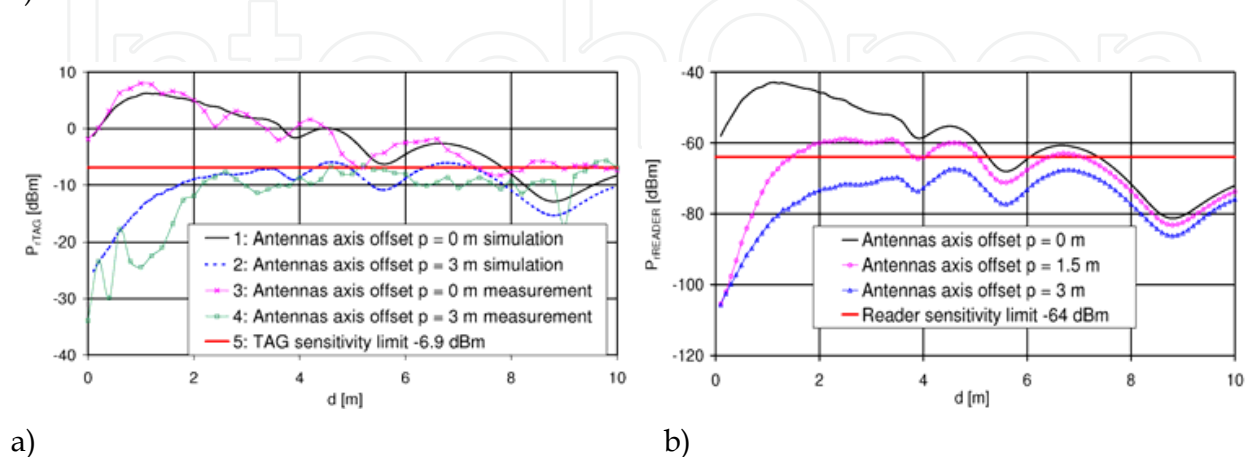 IntechOpen
10
0
-10
-20
-30
-40
PrTAG [dBm]
1: Antennas axis offset p = 0 m simulation
2: Antennas axis offset p = 3 m simulation
3: Antennas axis offset p = 0 m measurement
4: Antennas axis offset p = 3 m measurement
5: TAG sensitivity limit -6.9 dBm
0 2 4 6 8 10
d [m]
a)
-40
-60
-80
-100
-120
PrREADER [dBm]
Antennas axis offset p = 0 m
Antennas axis offset p = 1.5 m
Antennas axis offset p = 3 m
Reader sensitivity limit -64 dBm
0 2 4 6 8 10
d [m]
b)